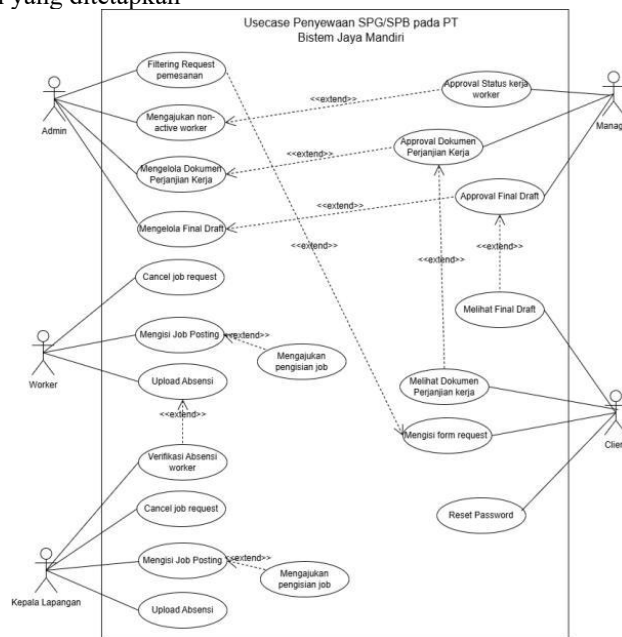 yang ditetapkan
Usecase Penyewaan SPG/SPB pada PT
Bistem Jaya Mandiri
Filtering Request
pemesanan
Approval Status kerja
worker
<<extend>>
Admin
Mengajukan non-
active worker
Approval Dokumen
Perjanjian Kerja
<<extend>>
Mengelola Dokumen
Perjanjian Kerja
Approval Final Draft
<<extend>>
Mengelola Final Draft
<<extend>>
<<extend>>
<<extend>>
Cancel job request
Melihat Final Draft
Mengisi Job Posting
<<extend>>
Mengajukan
pengisian job
Worker
Upload Absensi
Melihat Dokumen
Perjanjian kerja
<<extend>>
Mengisi form request
Verifikasi Absensi
worker
Cancel job request
Reset Password
Mengisi Job Posting
<<extend>>
Mengajukan
pengisian job
Kepala Lapangan
Upload Absensi